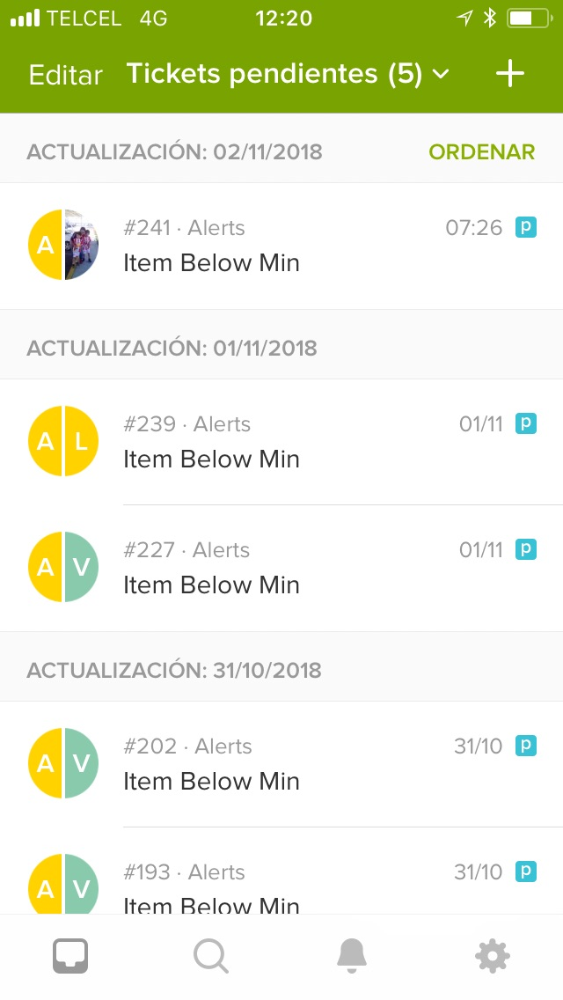 TELCEL 4G 12:20
Editar Tickets pendientes (5)
ACTUALIZACIÓN: 02/11/2018 ORDENAR
A
#241 · Alerts 07:26 p
Item Below Min
ACTUALIZACIÓN: 01/11/2018
A L
#239 · Alerts 01/11 p
Item Below Min
A V
#227 · Alerts 01/11 p
Item Below Min
ACTUALIZACIÓN: 31/10/2018
A V
#202 · Alerts 31/10 p
Item Below Min
A V
#193 · Alerts 31/10 p
Item Below Min